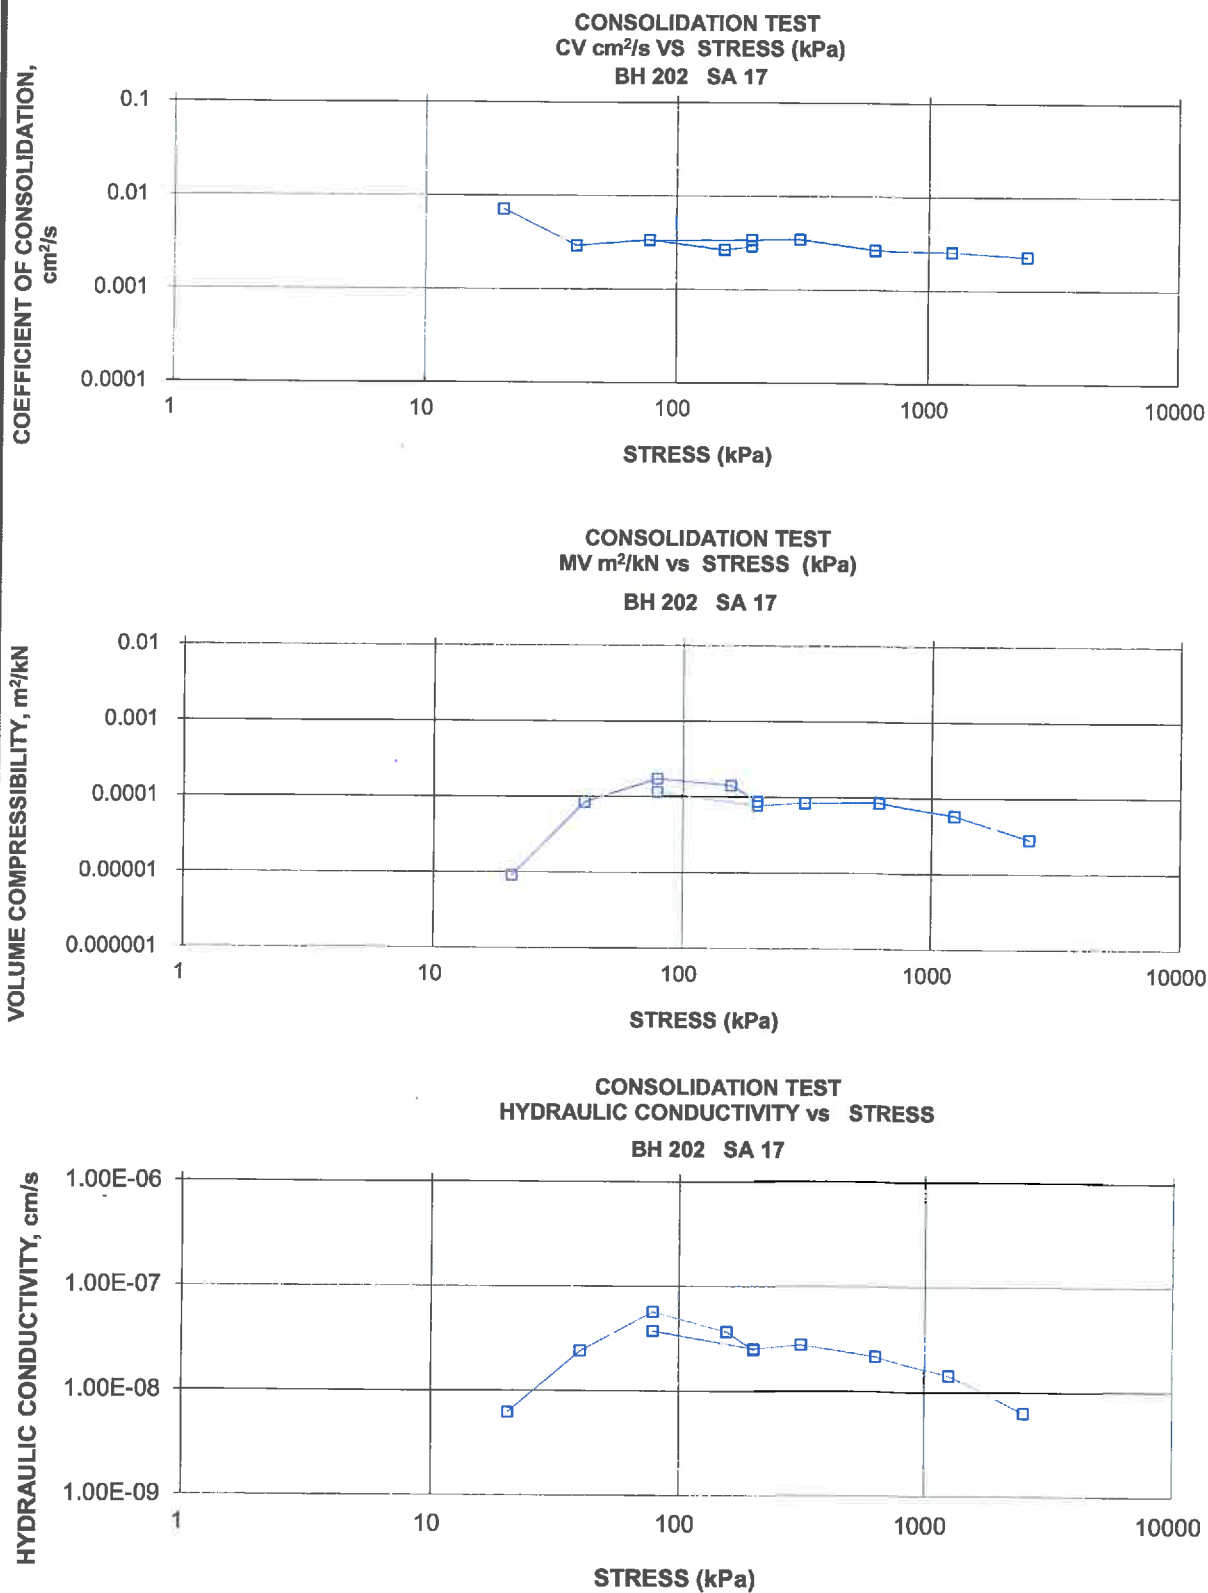 CONSOLIDATION TEST
CV cm²/s VS STRESS (kPa)
BH 202 SA 17
COEFFICIENT OF CONSOLIDATION,
cm²/s
0.1
0.01
0.001
0.0001
1 10 100 1000 10000
STRESS (kPa)
CONSOLIDATION TEST
MV m²/kN vs STRESS (kPa)
BH 202 SA 17
VOLUME COMPRESSIBILITY, m²/kN
0.01
0.001
0.0001
0.00001
0.000001
1 10 100 1000 10000
STRESS (kPa)
CONSOLIDATION TEST
HYDRAULIC CONDUCTIVITY vs STRESS
BH 202 SA 17
HYDRAULIC CONDUCTIVITY, cm/s
1.00E-06
1.00E-07
1.00E-08
1.00E-09
1 10 100 1000 10000
STRESS (kPa)